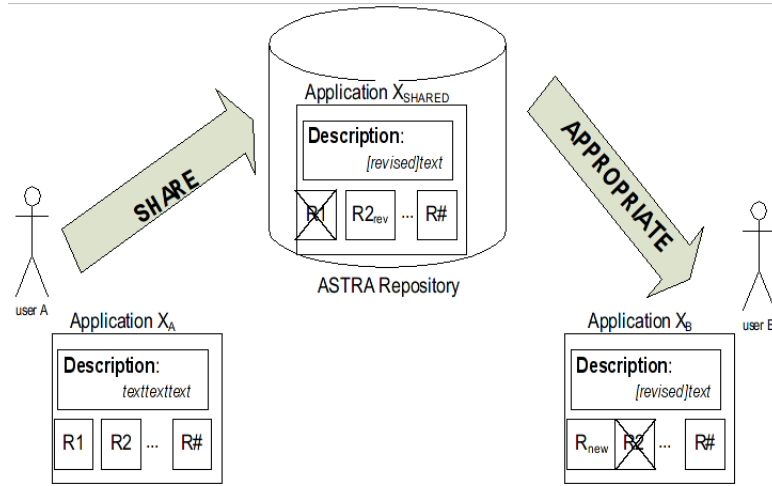 Application XSHARED
Description:
[revised]text
R1 R2rev ... R#
ASTRA Repository
SHARE
APPROPRIATE
user A
Application XA
Description:
texttexttext
R1 R2 ... R#
user B
Application XB
Description:
[revised]text
Rnew R2 ... R#